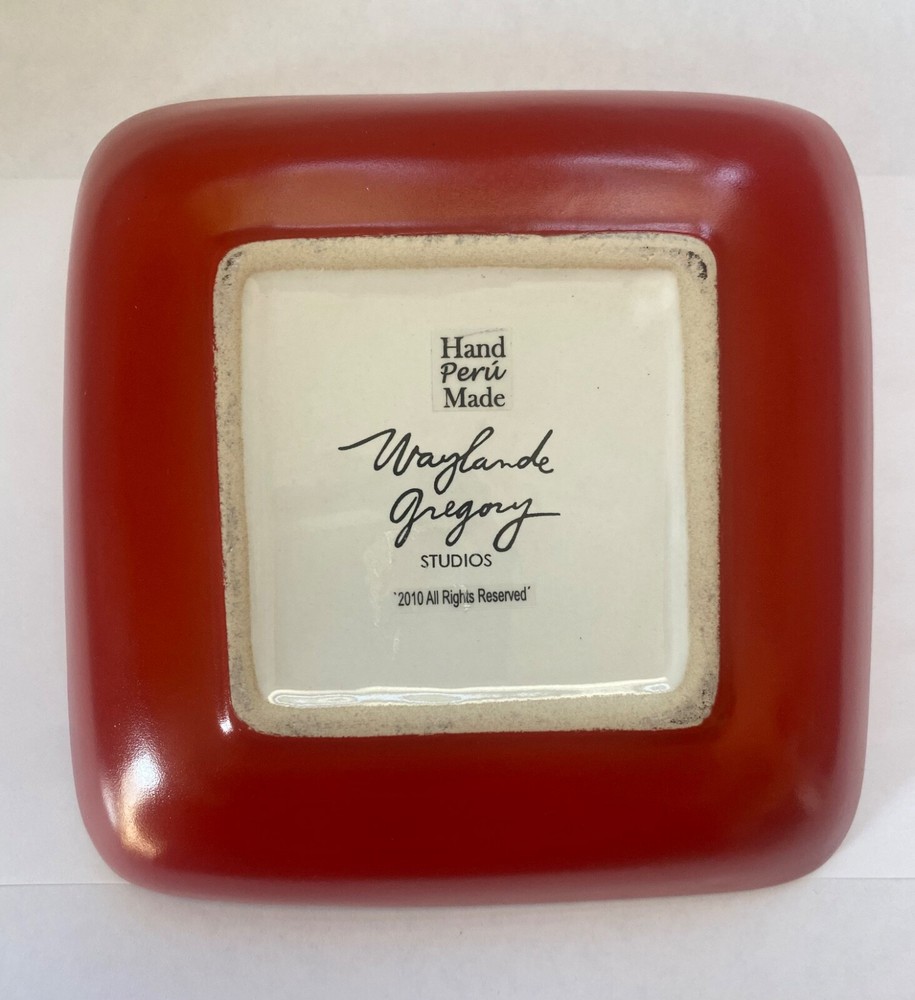 Hand
Perú
Made
Waylande
Gregory
STUDIOS
'2010 All Rights Reserved'